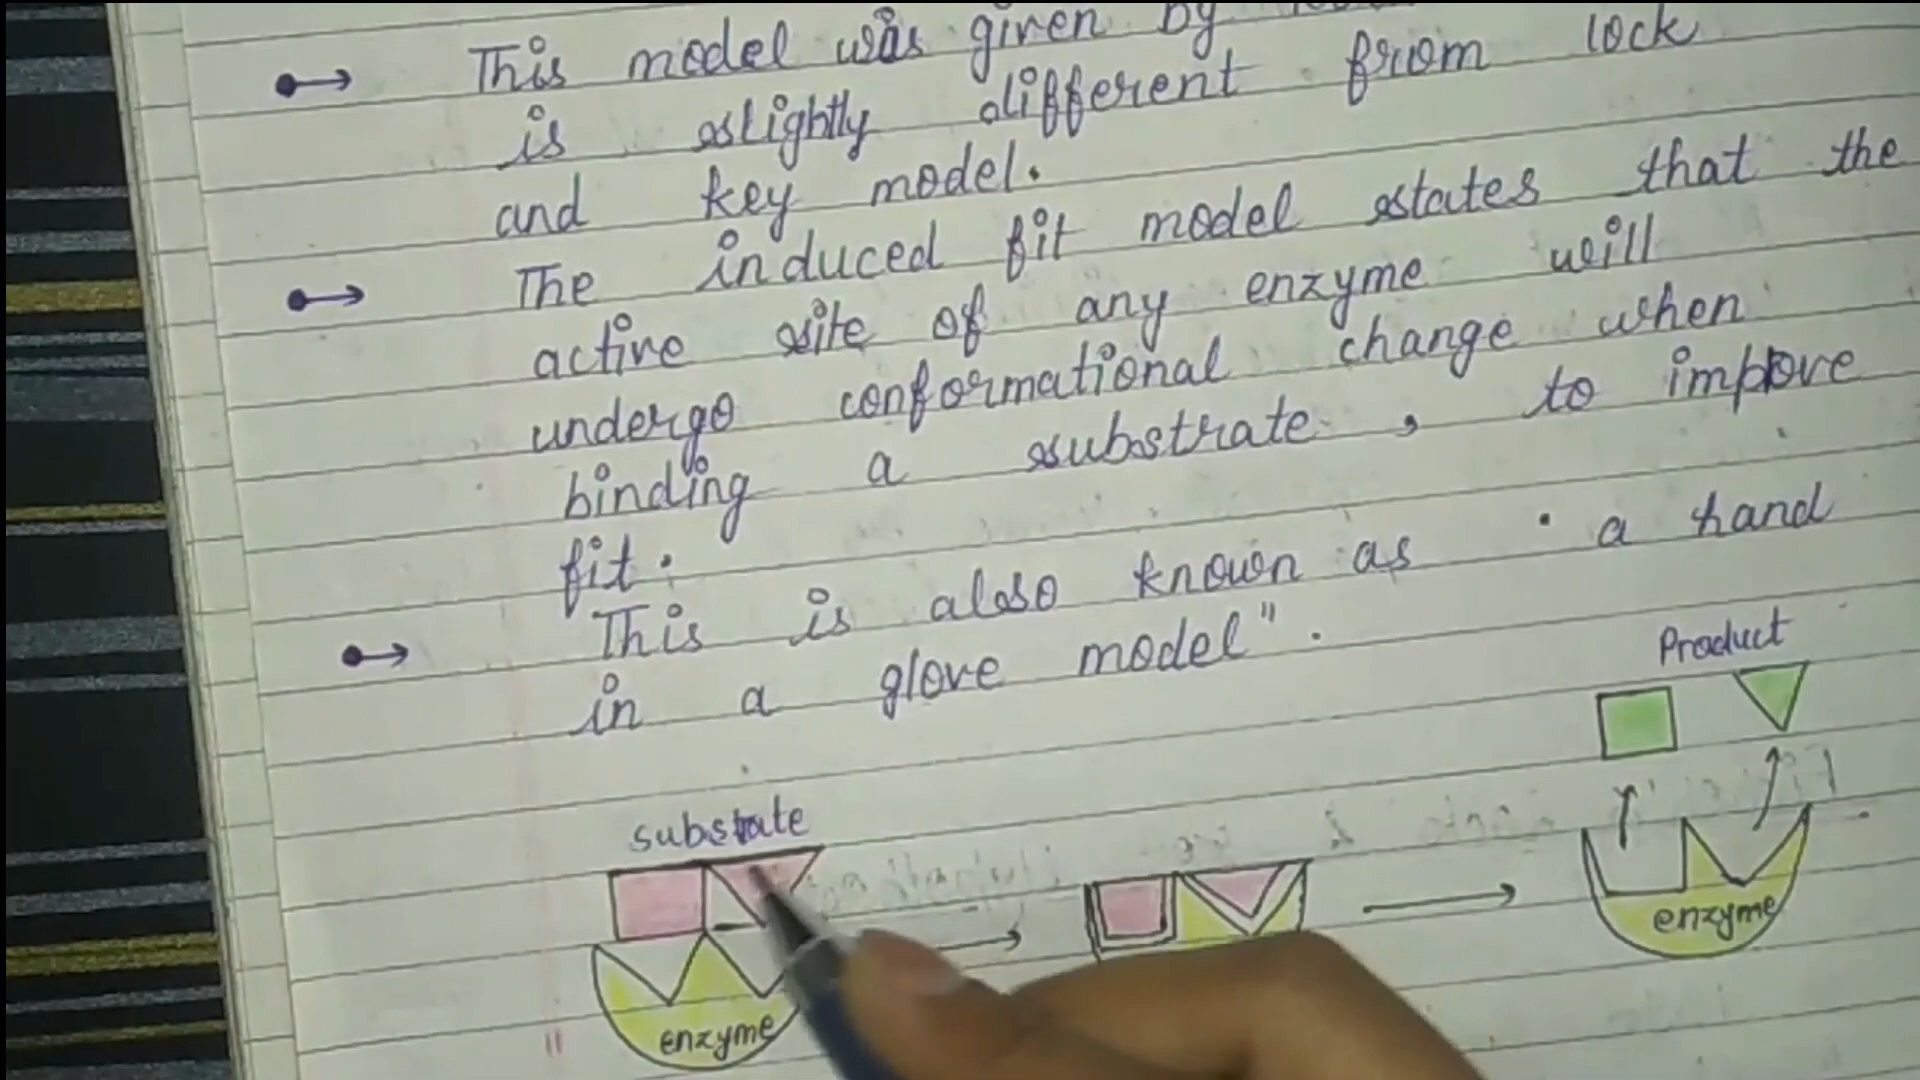 This model was given by
is slightly different from lock
and key model.
The induced fit model states that the
active site of any enzyme will
undergo conformational change when
binding a substrate, to improve
fit.
This is also known as " a hand
in a glove model".
Product
substrate
enzyme
enzyme